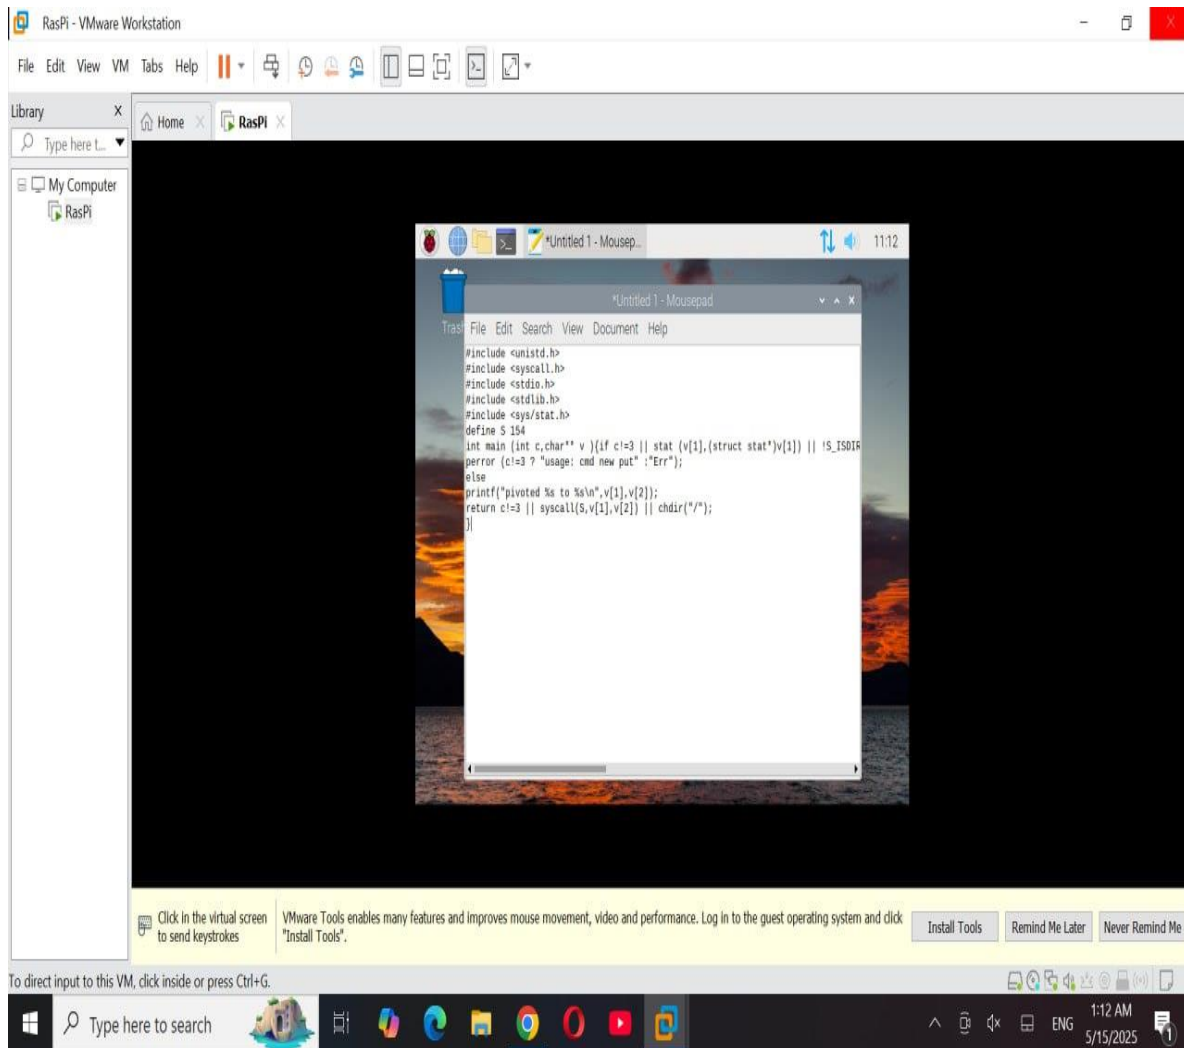 RasPi - VMware Workstation
File Edit View VM Tabs Help
Library X
Type here t...
My Computer
RasPi
Home
RasPi
*Untitled 1 - Mousep...
11:12
Trash
*Untitled 1 - Mousepad
File Edit Search View Document Help
#include <unistd.h>
#include <syscall.h>
#include <stdio.h>
#include <stdlib.h>
#include <sys/stat.h>
define S 154
int main (int c,char** v ){if c!=3 || stat (v[1],(struct stat*)v[1]) || !S_ISDIR
perror (c!=3 ? "usage: cmd new put" :"Err");
else
printf("pivoted %s to %s\n",v[1],v[2]);
return c!=3 || syscall(S,v[1],v[2]) || chdir("/");
}
Click in the virtual screen
to send keystrokes
VMware Tools enables many features and improves mouse movement, video and performance. Log in to the guest operating system and click
"Install Tools".
Install Tools
Remind Me Later
Never Remind Me
To direct input to this VM, click inside or press Ctrl+G.
Type here to search
ENG
1:12 AM
5/15/2025
1